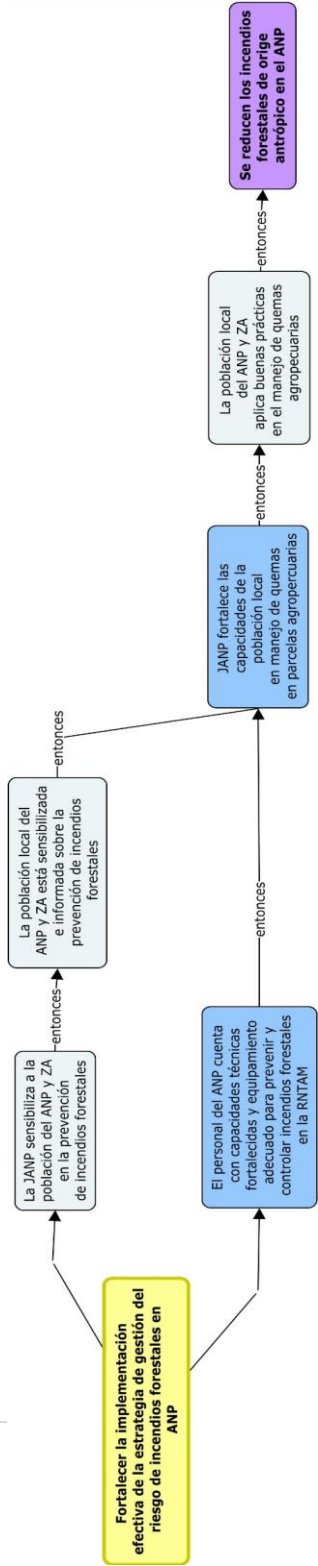 Fortalecer la implementación
efectiva de la estrategia de gestión del
riesgo de incendios forestales en
ANP
La JANP sensibiliza a la
población del ANP y ZA
en la prevención
de incendios forestales
entonces
La población local del
ANP y ZA está sensibilizada
e informada sobre la
prevención de incendios
forestales
entonces
El personal del ANP cuenta
con capacidades técnicas
fortalecidas y equipamiento
adecuado para prevenir y
controlar incendios forestales
en la RNTAM
entonces
JANP fortalece las
capacidades de la
población local
en manejo de quemas
en parcelas agropercuarias
entonces
La población local
del ANP y ZA
aplica buenas prácticas
en el manejo de quemas
agropecuarias
entonces
Se reducen los incendios
forestales de orige
antrópico en el ANP